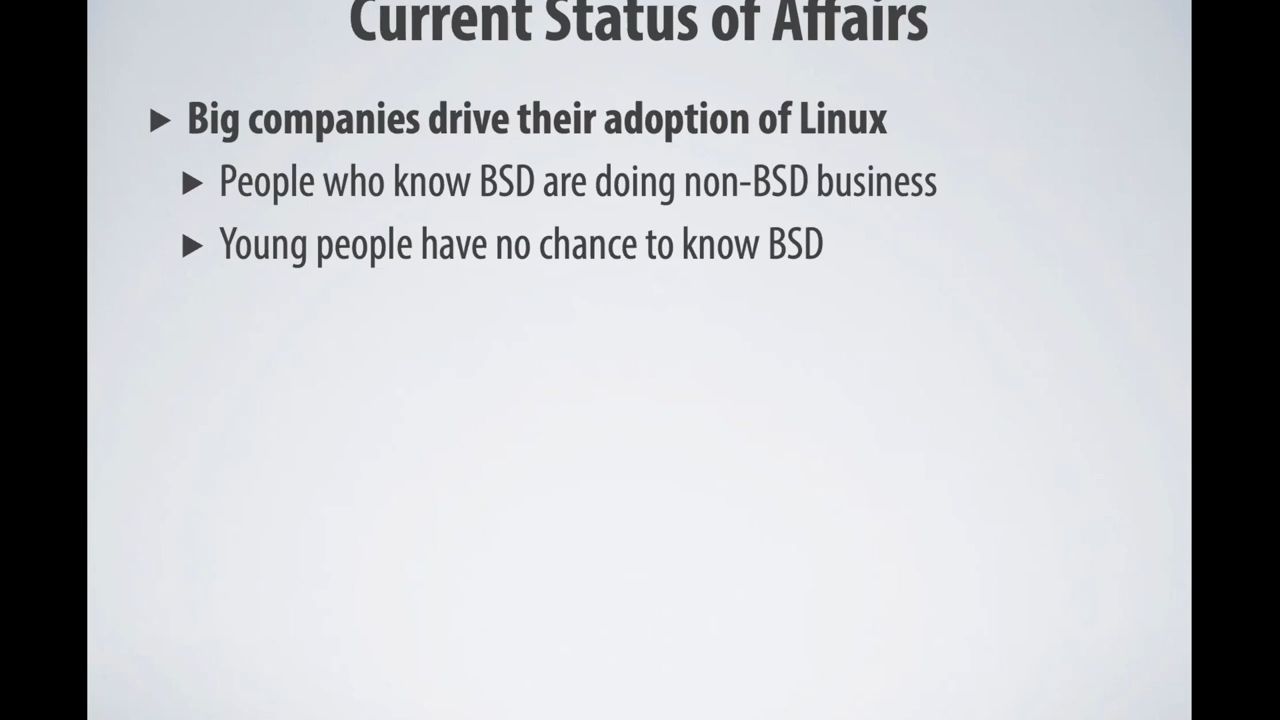 Current Status of Affairs
▶ Big companies drive their adoption of Linux
▶ People who know BSD are doing non-BSD business
▶ Young people have no chance to know BSD